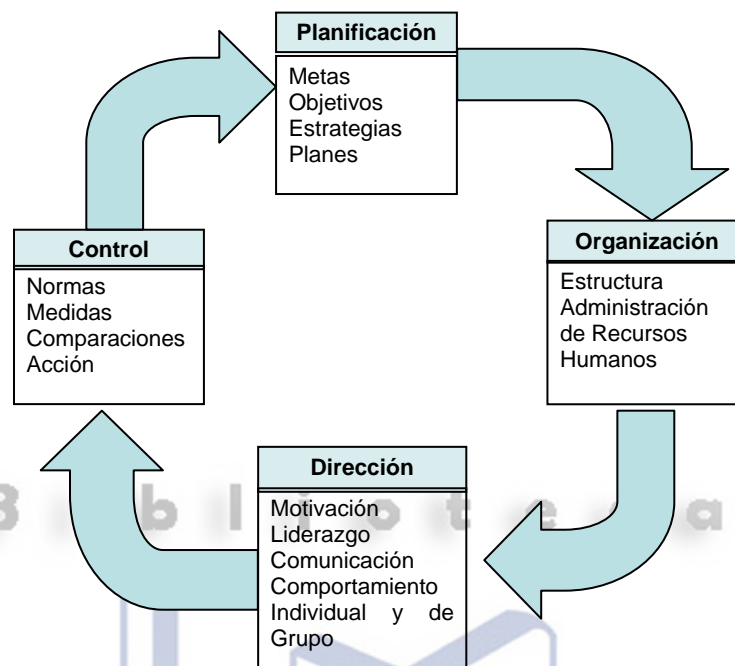 Planificación
Metas
Objetivos
Estrategias
Planes
Organización
Estructura
Administración
de Recursos
Humanos
Control
Normas
Medidas
Comparaciones
Acción
Dirección
Motivación
Liderazgo
Comunicación
Comportamiento
Individual y de
Grupo
Biblioteca